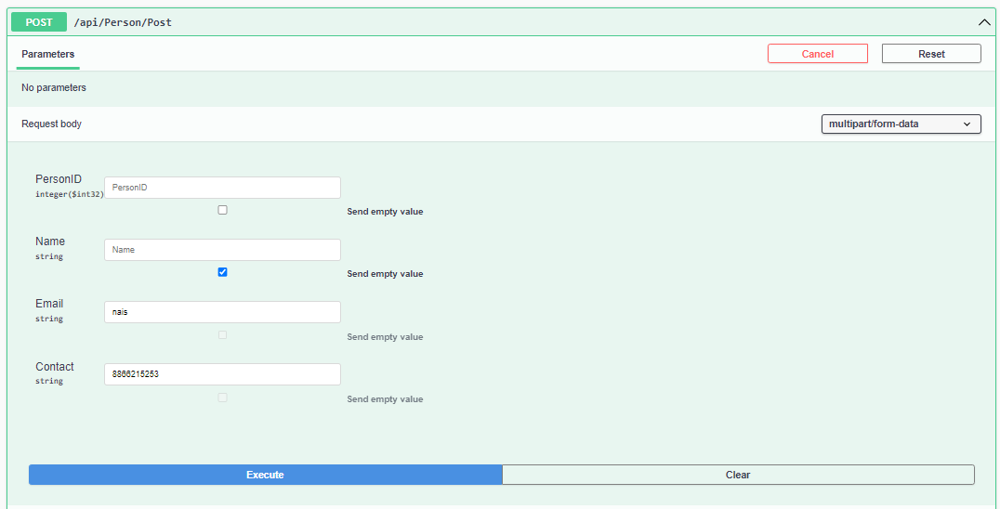 POST /api/Person/Post
Parameters Cancel Reset
No parameters
Request body multipart/form-data
PersonID
integer($int32) PersonID
Send empty value
Name
string Name
Send empty value
Email
string nais
Send empty value
Contact
string 8866215253
Send empty value
Execute Clear